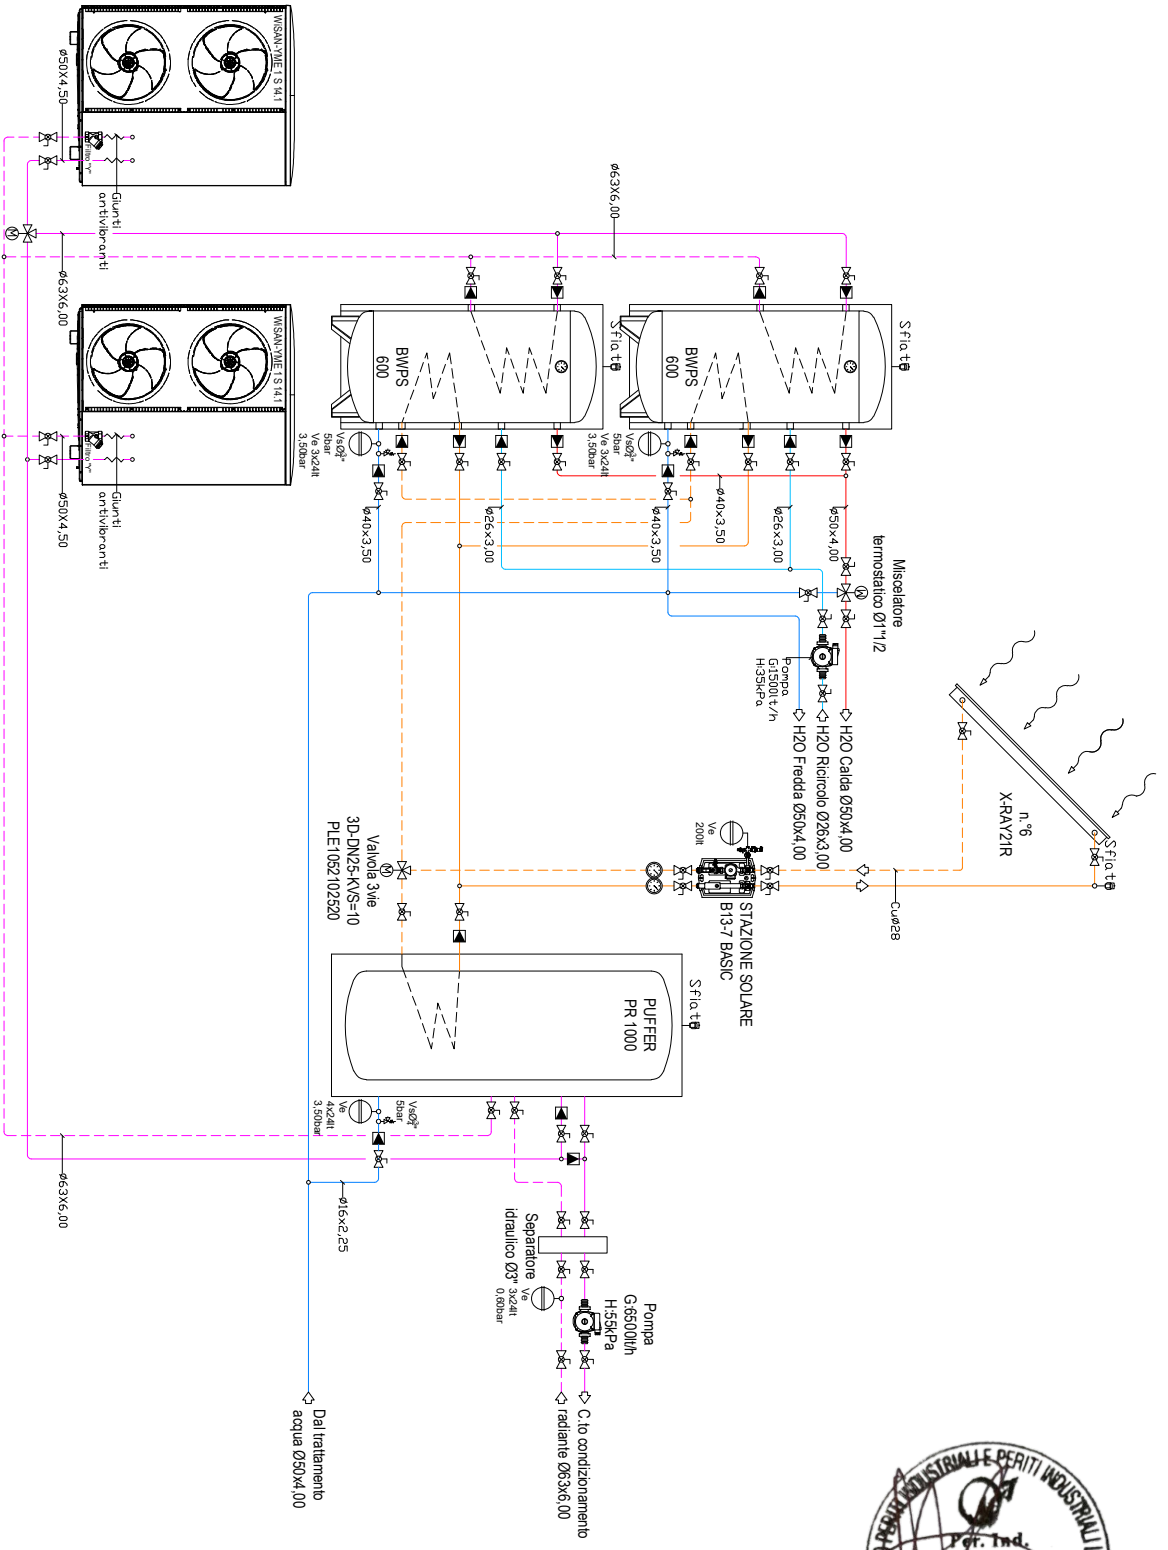 WiSAN-YME 1 S 14.1
ø50X4,50
Filtro "Y"
Giunti
antivibranti
M
ø63X6,00
WiSAN-YME 1 S 14.1
Filtro "Y"
Giunti
antivibranti
ø50X4,50
ø63X6,00
Sfiato
BWPS
600
Sfiato
BWPS
600
5bar
Ve 3x24lt
3,50bar
5bar
Ve 3x24lt
3,50bar
ø40x3,50
ø26x3,00
ø40x3,50
ø40x3,50
ø26x3,00
ø50x4,00
Miscelatore
termostatico Ø1"1/2
M
Pompa
G:1500lt/h
H:35kPa
H2O Calda Ø50x4,00
H2O Ricircolo Ø26x3,00
H2O Fredda Ø50x4,00
n.°6
X-RAY21R
Sfiato
CuØ28
Ve
200lt
STAZIONE SOLARE
B13-7 BASIC
Valvola 3vie
3D-DN25-KVS=10
PLE1052102520
M
Sfiato
PUFFER
PR 1000
5bar
Ve
4x24lt
3,50bar
ø63X6,00
ø16x2,25
Separatore
idraulico Ø3"
Ve
3x24lt
0,60bar
Pompa
G:6500lt/h
H:55kPa
C.to condizionamento
radiante Ø63x6,00
Dal trattamento
acqua Ø50x4,00
PERITI INDUSTRIALI E PERITI INDUSTRIALI
Per. Ind.